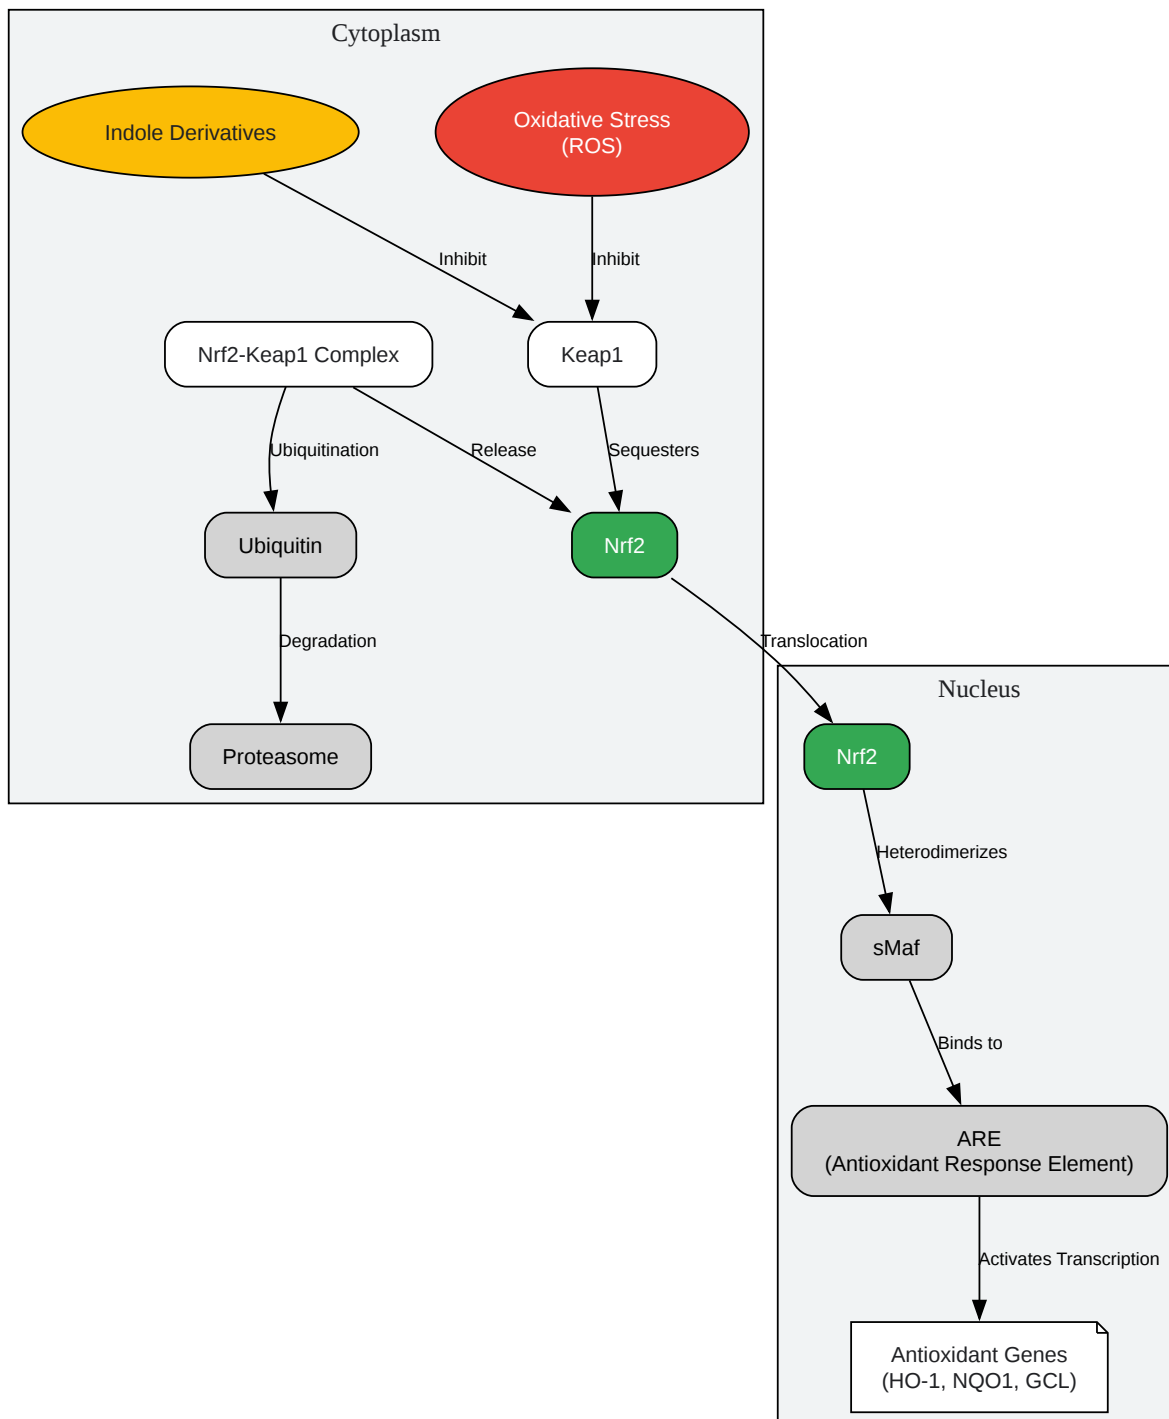 Cytoplasm
Indole Derivatives
Oxidative Stress
(ROS)
Inhibit
Inhibit
Nrf2-Keap1 Complex
Keap1
Ubiquitination
Release
Sequesters
Ubiquitin
Nrf2
Degradation
Translocation
Nucleus
Proteasome
Nrf2
Heterodimerizes
sMaf
Binds to
ARE
(Antioxidant Response Element)
Activates Transcription
Antioxidant Genes
(HO-1, NQO1, GCL)